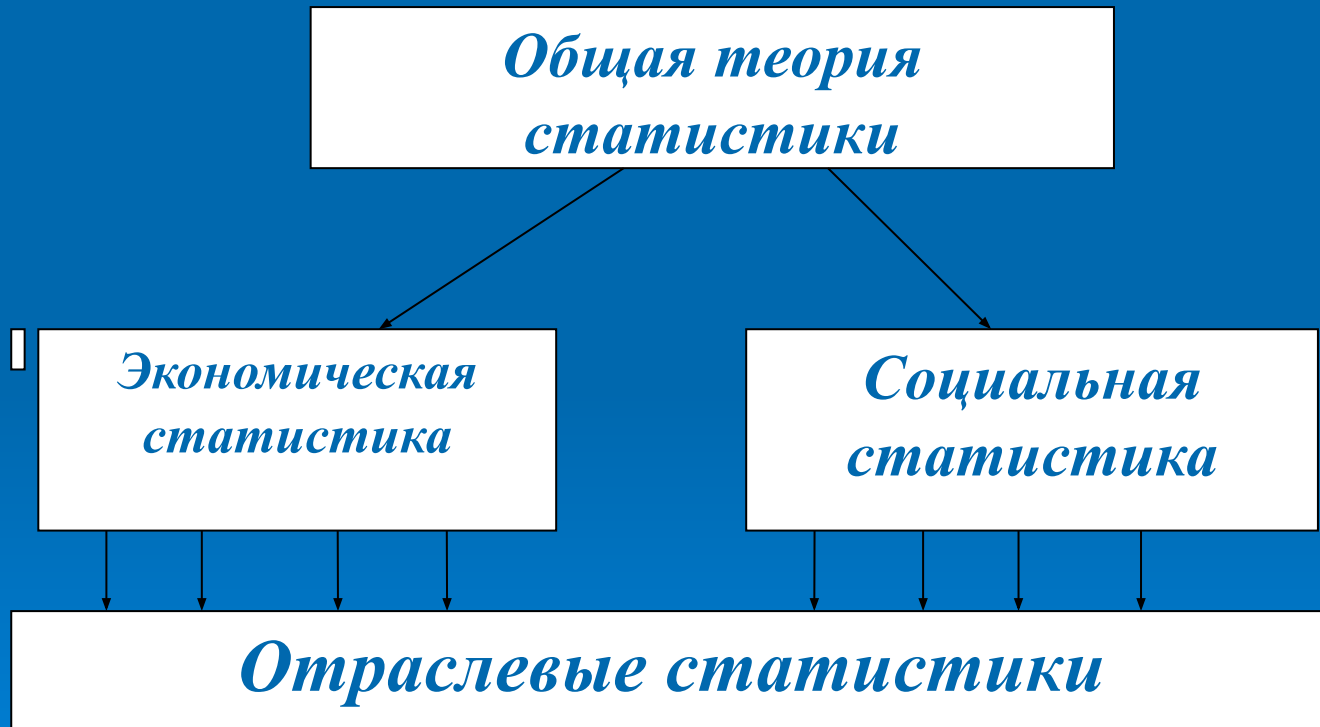 Общая теория
статистики
Экономическая
статистика
Социальная
статистика
Отраслевые статистики